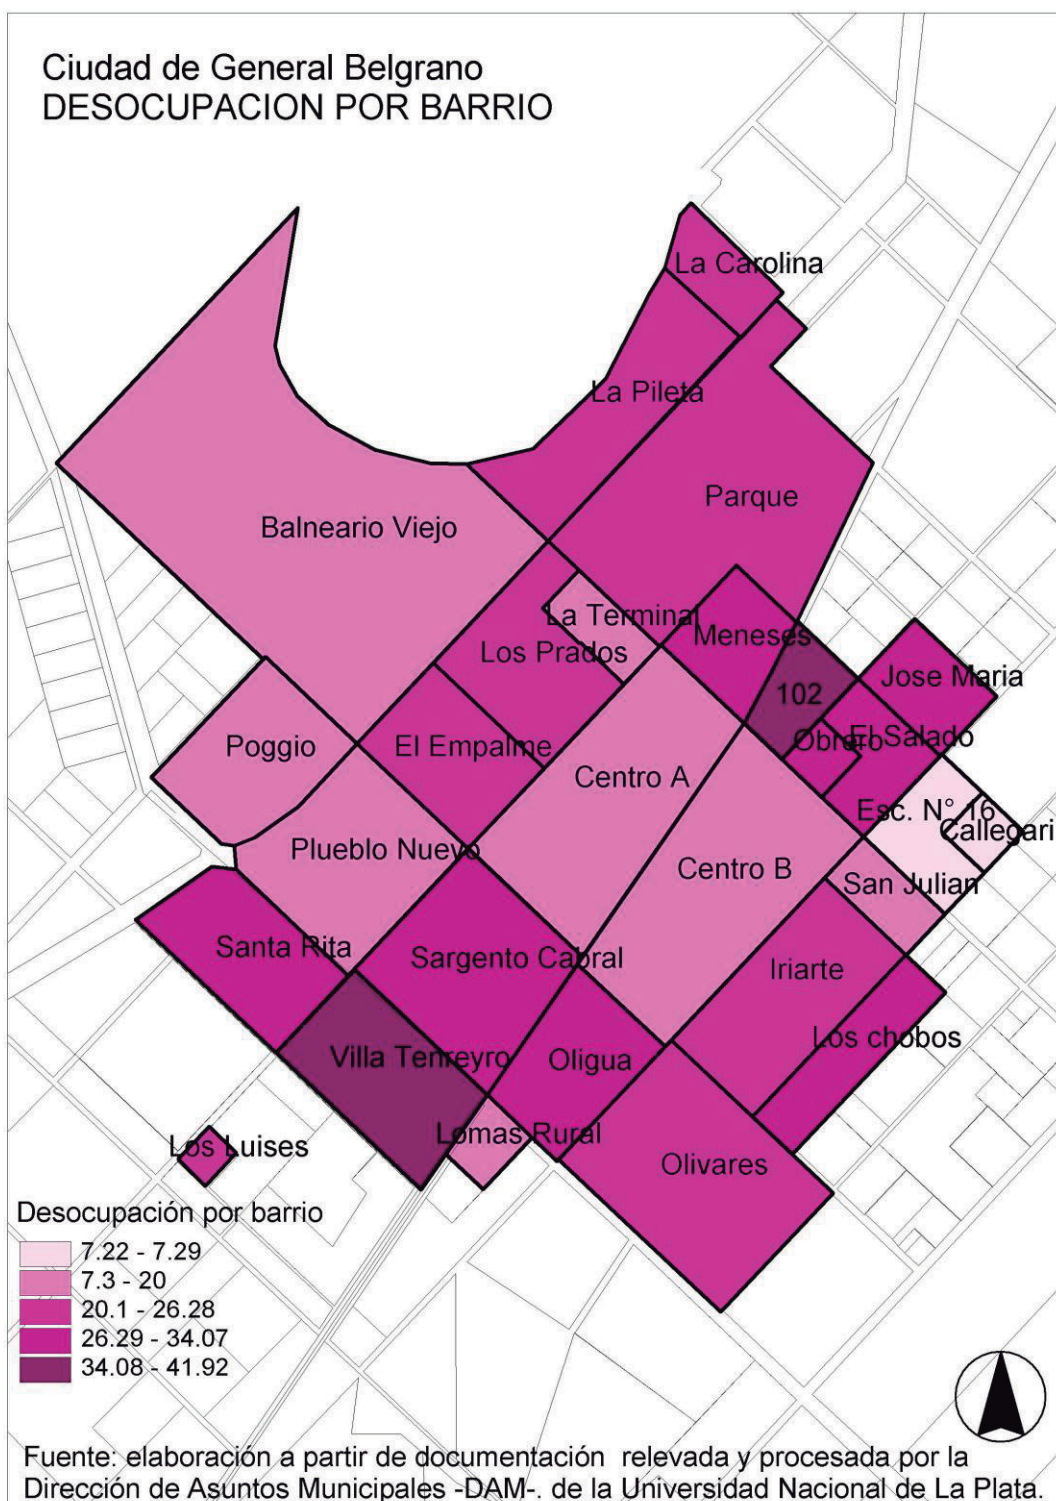 Ciudad de General Belgrano
DESOCUPACION POR BARRIO
La Carolina
La Pileta
Parque
Balneario Viejo
La Terminal
Meneses
Los Prados
Jose Maria
102
El Salado
Obrero
Poggio
El Empalme
Centro A
Esc. N° 16
Callegari
Plueblo Nuevo
Centro B
San Julian
Santa Rita
Sargento Cabral
Iriarte
Los chobos
Villa Tenreyro
Oligua
Lomas Rural
Los Luises
Olivares
Desocupación por barrio
7.22 - 7.29
7.3 - 20
20.1 - 26.28
26.29 - 34.07
34.08 - 41.92
Fuente: elaboración a partir de documentación relevada y procesada por la
Dirección de Asuntos Municipales -DAM-. de la Universidad Nacional de La Plata.